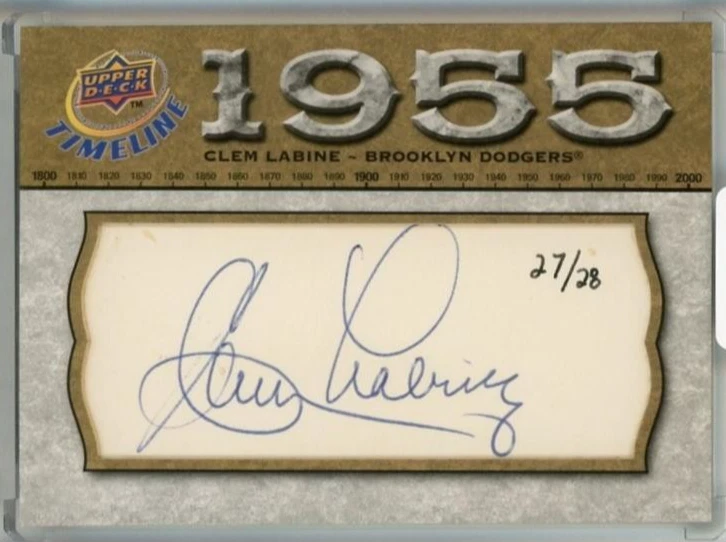 UPPER
D·E·C·K
TM
TIMELINE
1955
CLEM LABINE ~ BROOKLYN DODGERS®
1800 1810 1820 1830 1840 1850 1860 1870 1880 1890 1900 1910 1920 1930 1940 1950 1960 1970 1980 1990 2000
27/28
Clem Labine